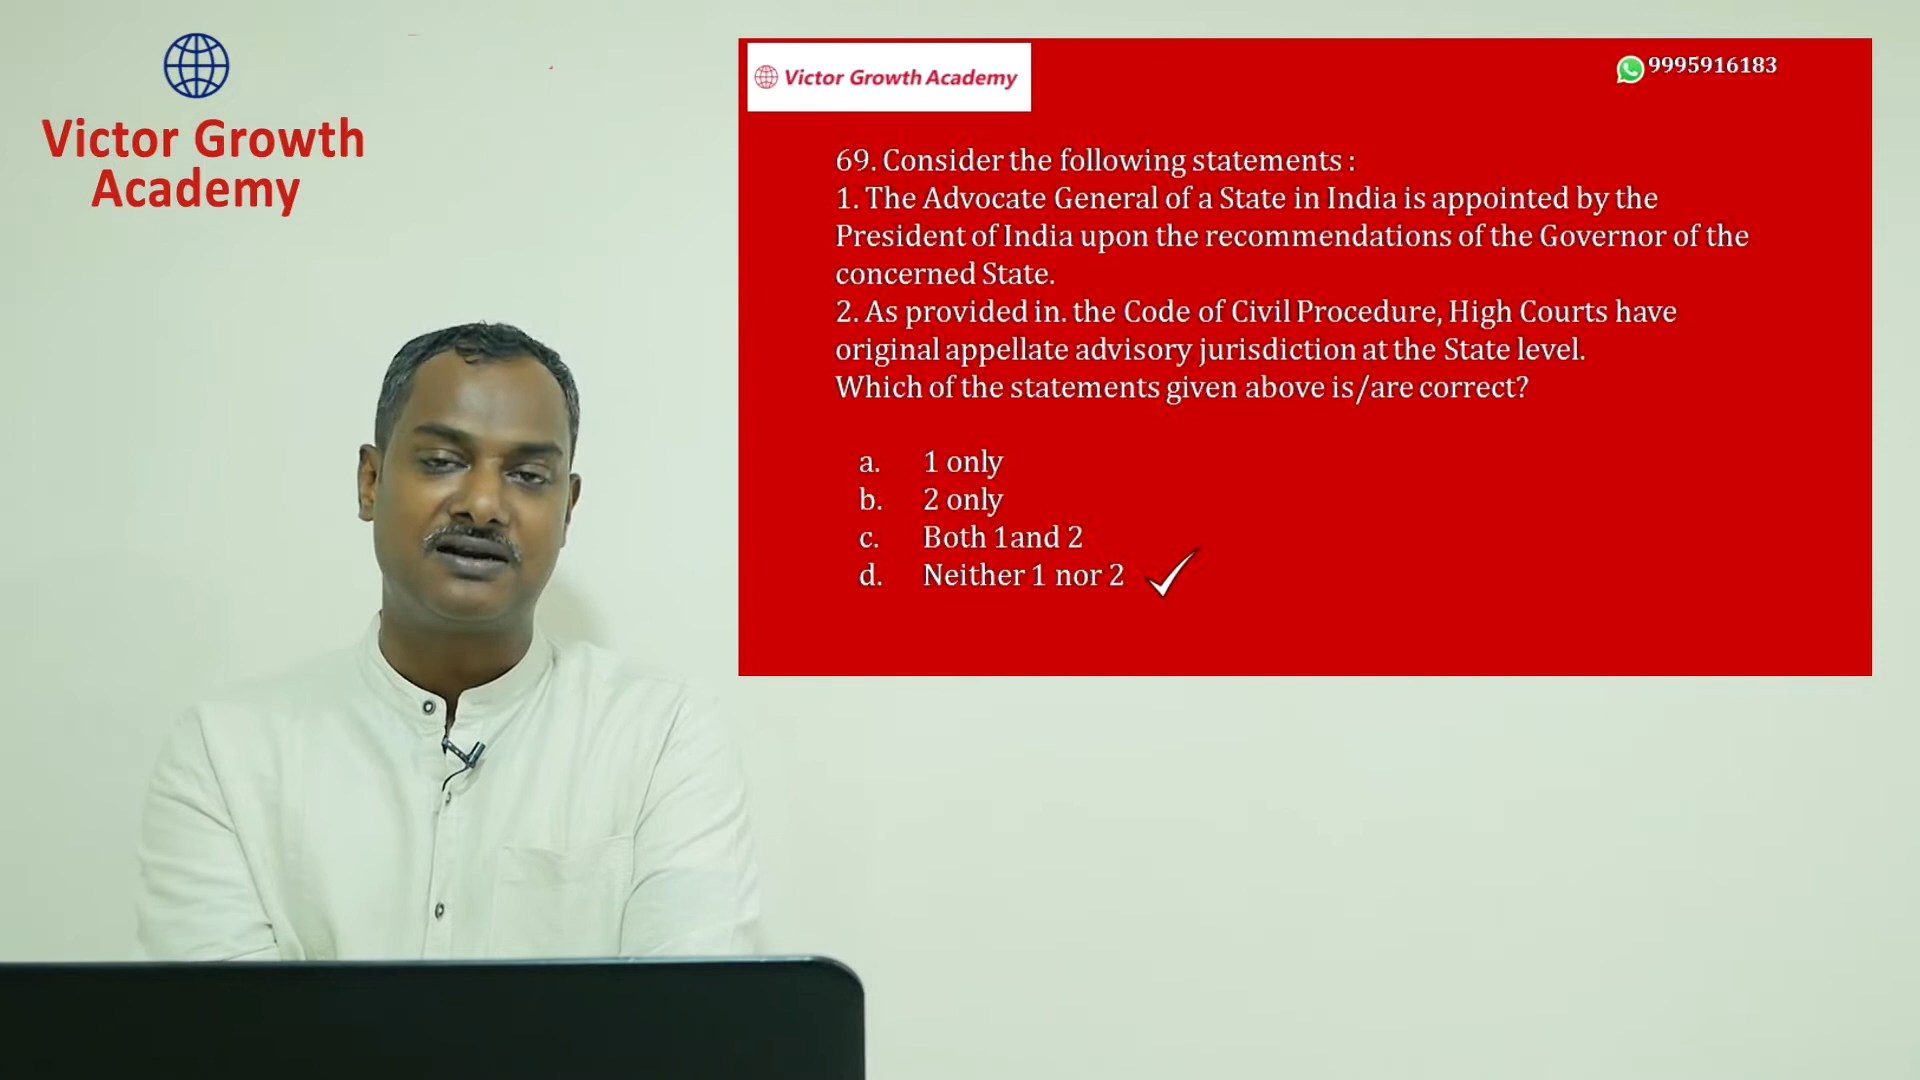 Victor Growth
Academy
Victor Growth Academy
9995916183
69. Consider the following statements :
1. The Advocate General of a State in India is appointed by the
President of India upon the recommendations of the Governor of the
concerned State.
2. As provided in. the Code of Civil Procedure, High Courts have
original appellate advisory jurisdiction at the State level.
Which of the statements given above is/are correct?
a. 1 only
b. 2 only
c. Both 1and 2
d. Neither 1 nor 2